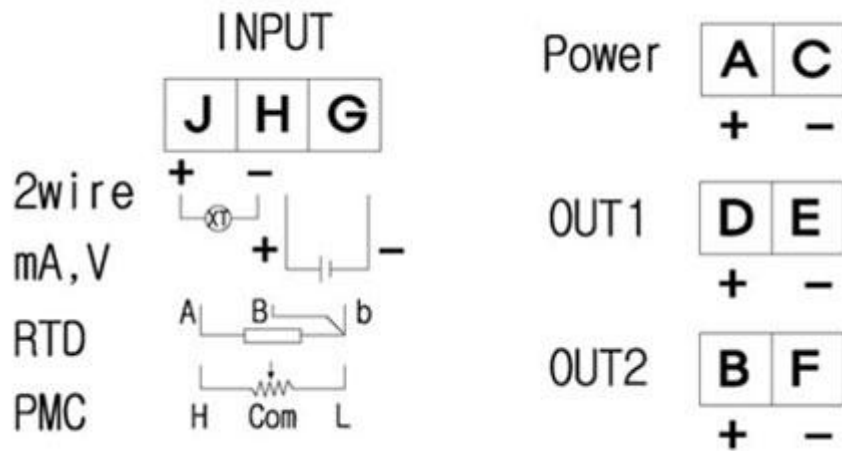 INPUT
J H G
+ −
2wire
XT
mA,V
+ −
RTD
A B b
PMC
H Com L
Power
A C
+ −
OUT1
D E
+ −
OUT2
B F
+ −